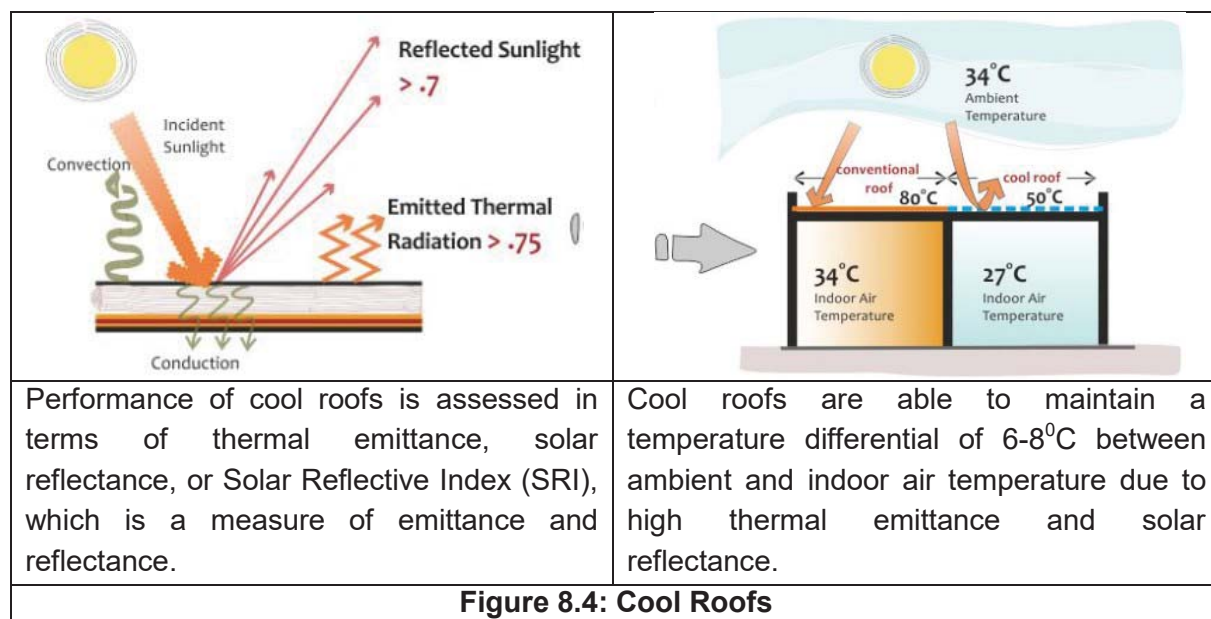 Reflected Sunlight
> .7
Incident
Sunlight
Convection
Emitted Thermal
Radiation > .75
Conduction
34°C
Ambient
Temperature
conventional
roof
cool roof
80°C
50°C
34°C
Indoor Air
Temperature
27°C
Indoor Air
Temperature
Performance of cool roofs is assessed in
terms of thermal emittance, solar
reflectance, or Solar Reflective Index (SRI),
which is a measure of emittance and
reflectance.
Cool roofs are able to maintain a
temperature differential of 6-8⁰C between
ambient and indoor air temperature due to
high thermal emittance and solar
reflectance.
Figure 8.4: Cool Roofs